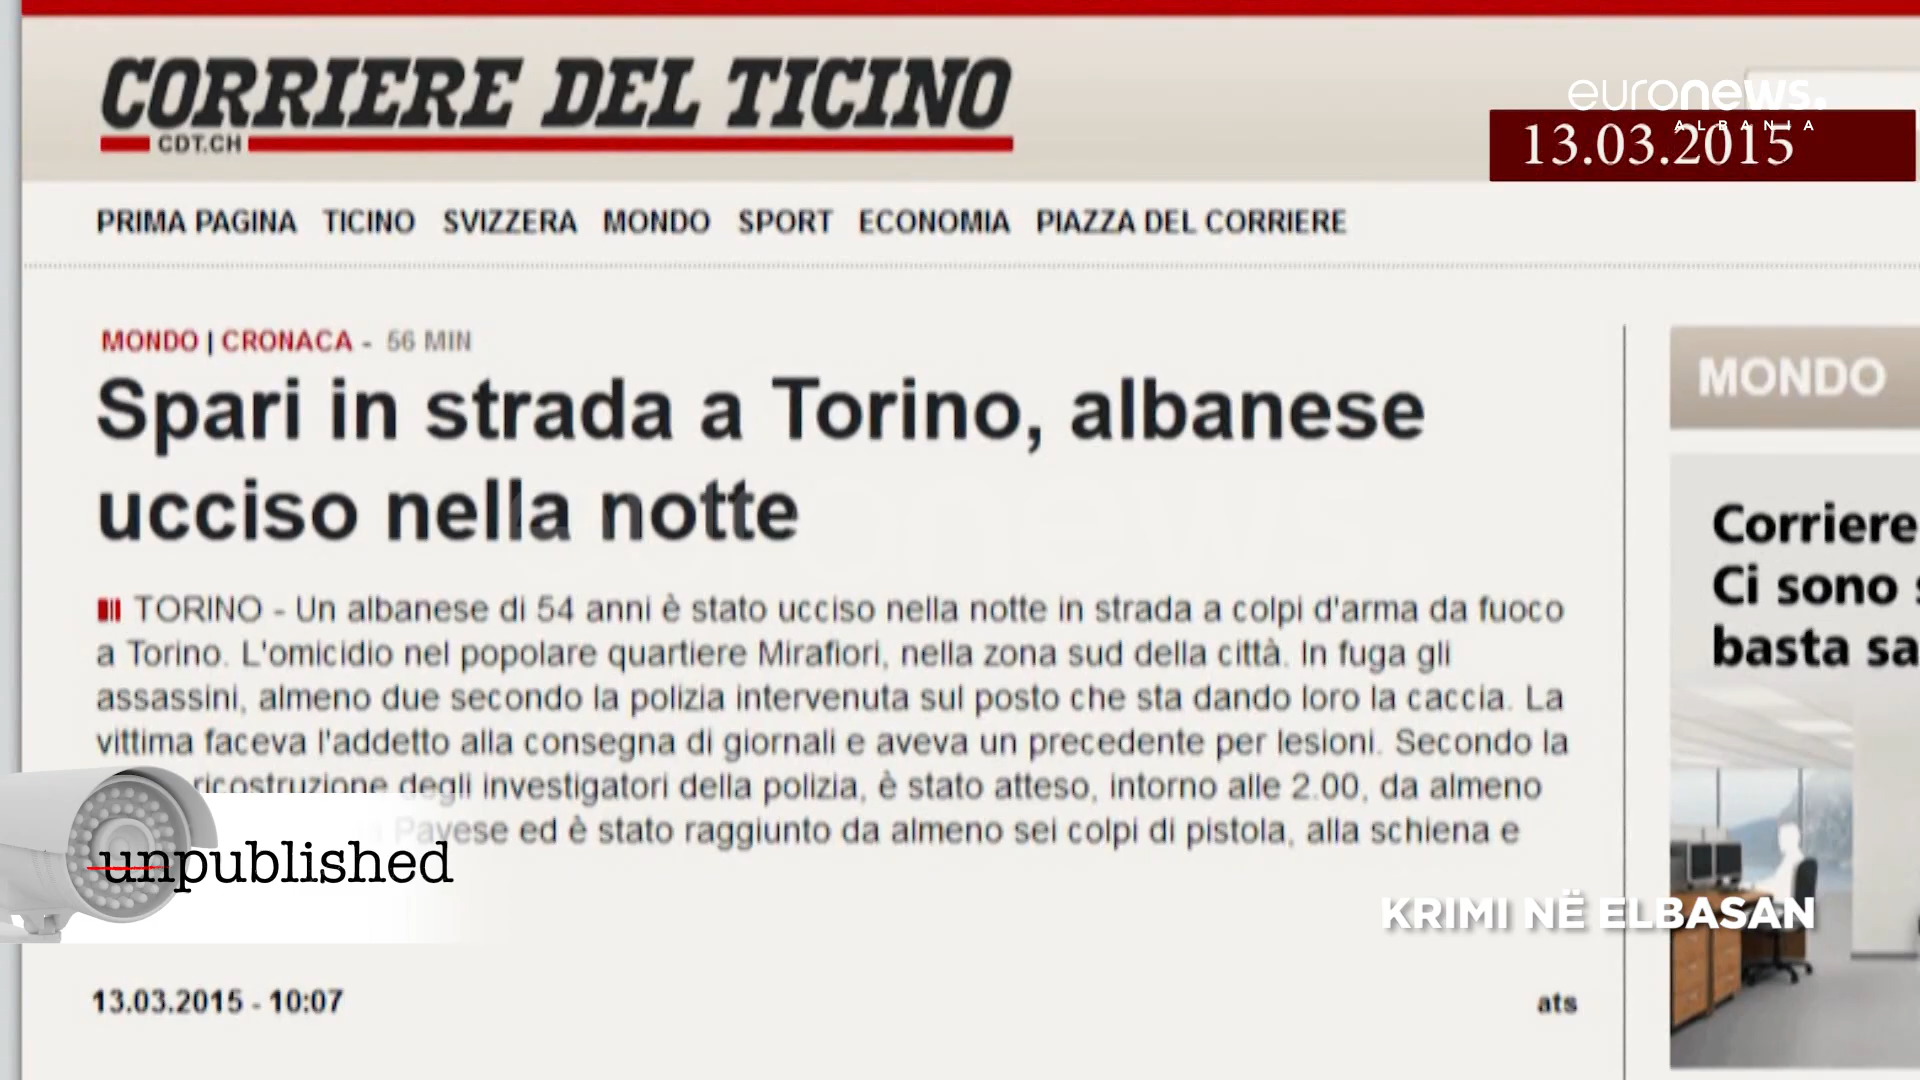 CORRIERE DEL TICINO
CDT.CH
euronews.
ALBANIA
13.03.2015
PRIMA PAGINA TICINO SVIZZERA MONDO SPORT ECONOMIA PIAZZA DEL CORRIERE
MONDO | CRONACA - 56 MIN
Spari in strada a Torino, albanese
ucciso nella notte
TORINO - Un albanese di 54 anni è stato ucciso nella notte in strada a colpi d'arma da fuoco
a Torino. L'omicidio nel popolare quartiere Mirafiori, nella zona sud della città. In fuga gli
assassini, almeno due secondo la polizia intervenuta sul posto che sta dando loro la caccia. La
vittima faceva l'addetto alla consegna di giornali e aveva un precedente per lesioni. Secondo la
ricostruzione degli investigatori della polizia, è stato atteso, intorno alle 2.00, da almeno
Pavese ed è stato raggiunto da almeno sei colpi di pistola, alla schiena e
13.03.2015 - 10:07
ats
MONDO
Corriere
Ci sono s
basta sa
unpublished
KRIMI NË ELBASAN